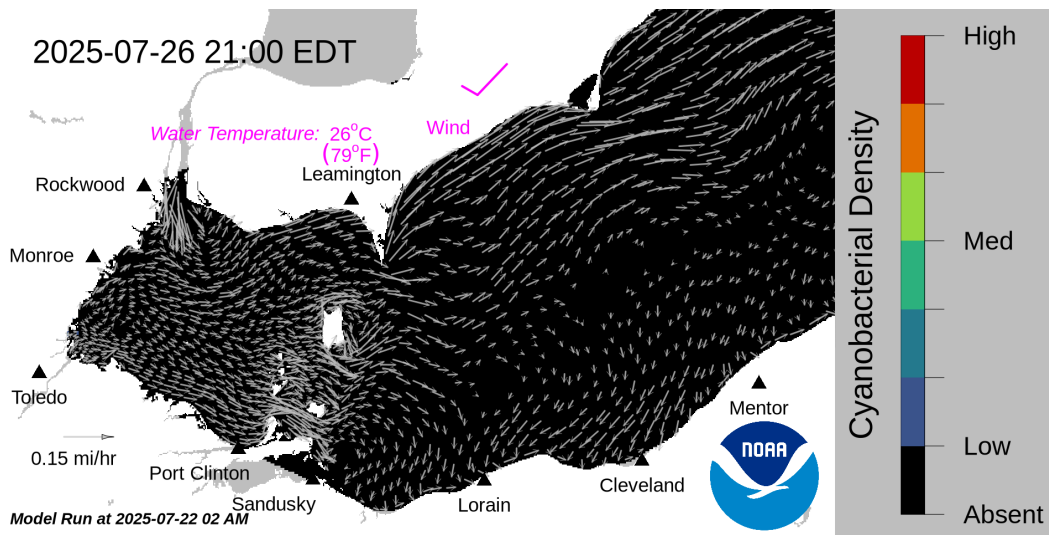 2025-07-26 21:00 EDT
Water Temperature: 26°C
(79°F)
Wind
Leamington
Rockwood
Monroe
Toledo
0.15 mi/hr
Port Clinton
Sandusky
Lorain
Cleveland
Mentor
NOAA
Model Run at 2025-07-22 02 AM
Cyanobacterial Density
High
Med
Low
Absent